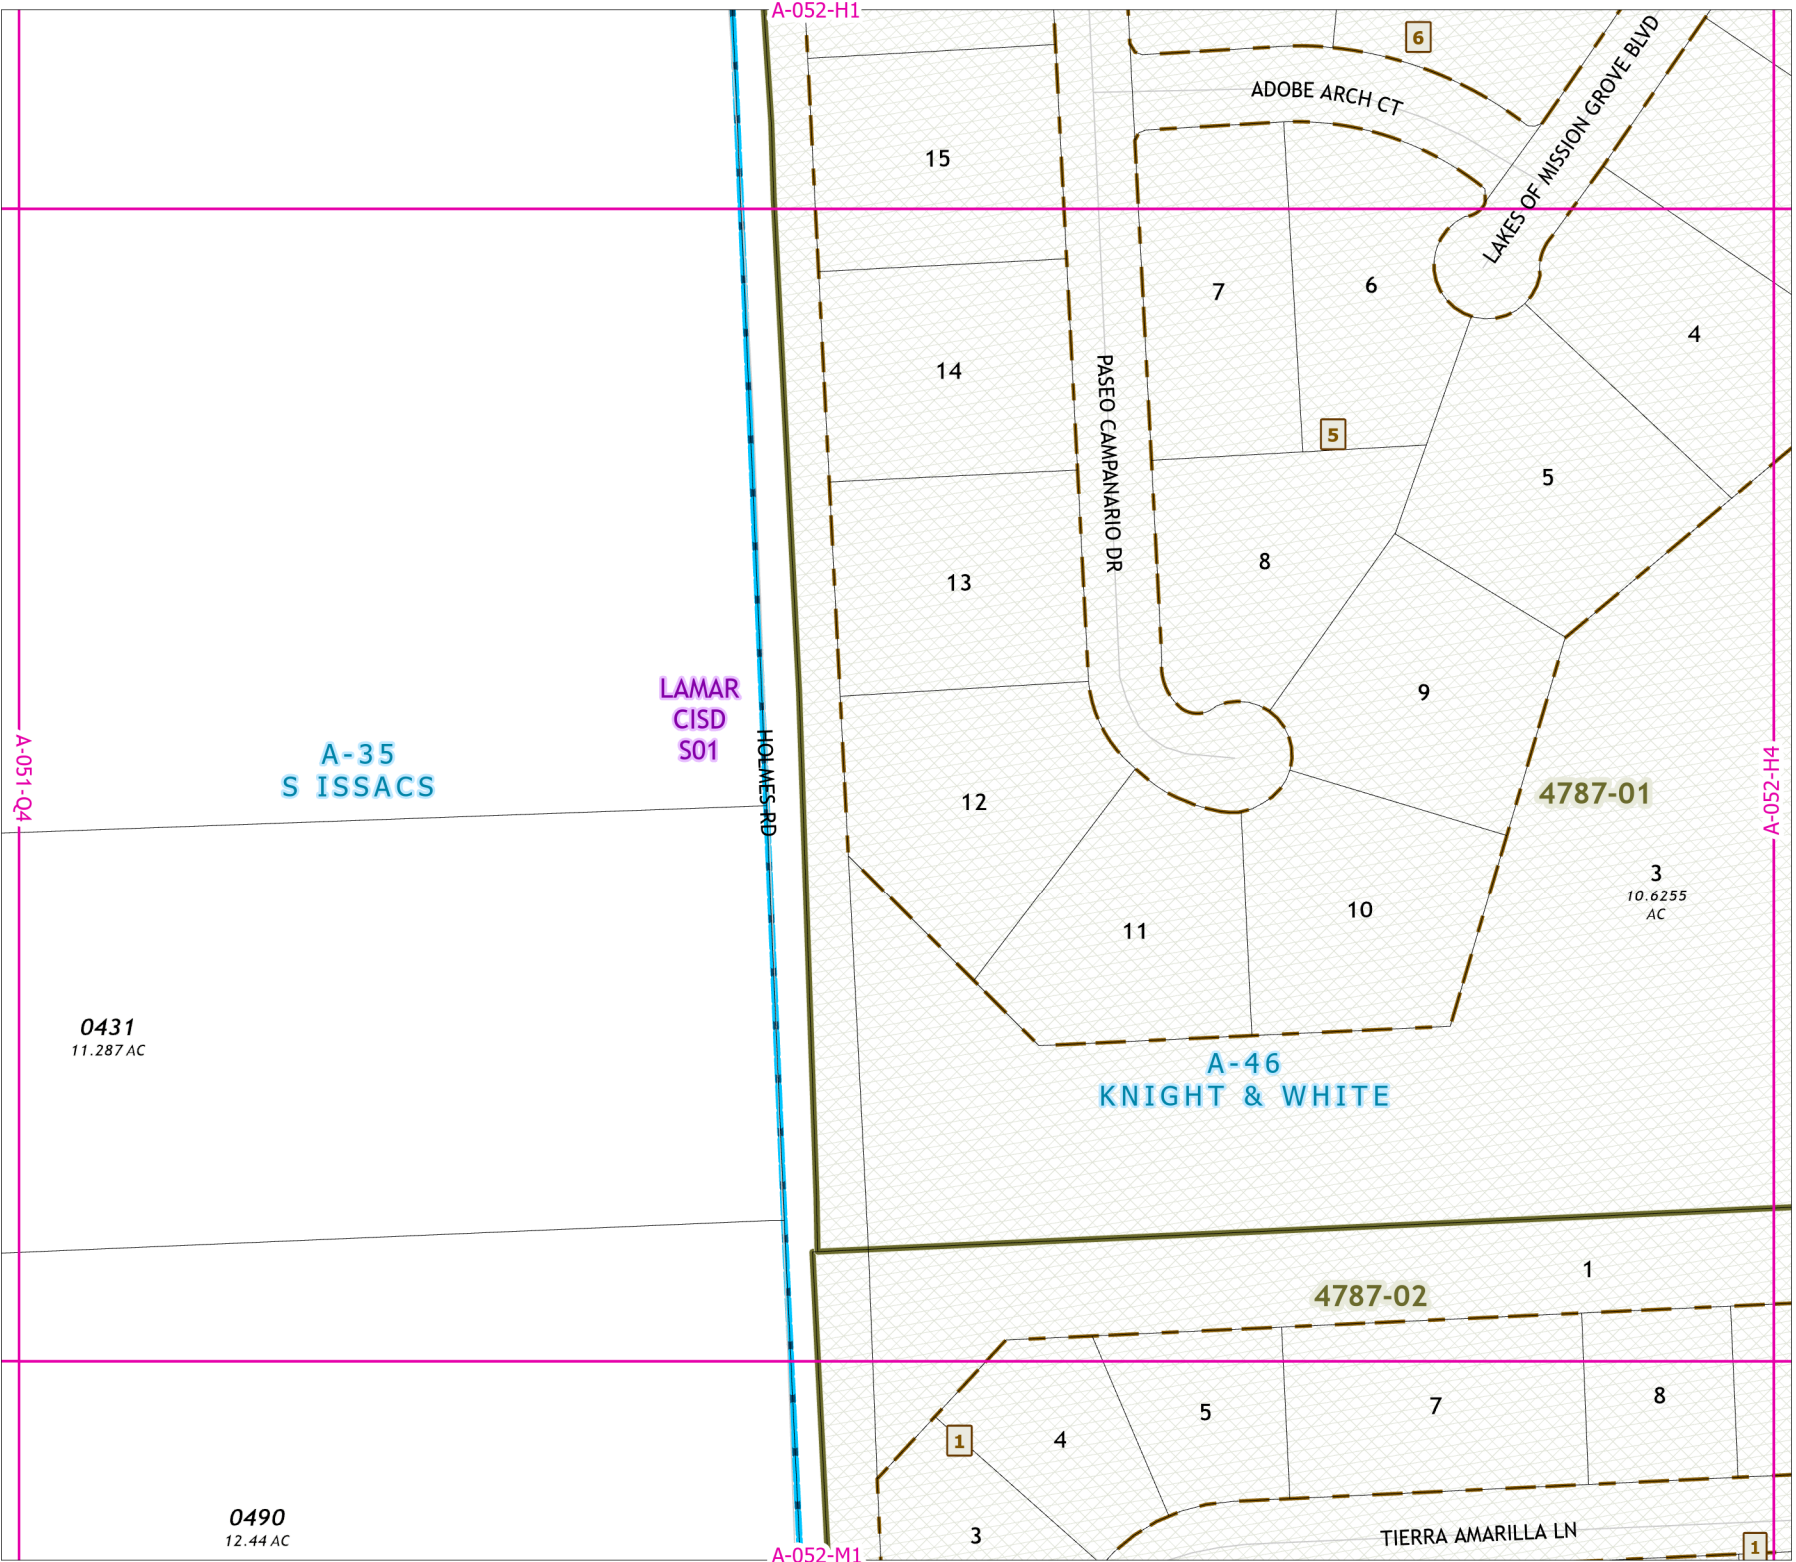 A-052-H1
6
ADOBE ARCH CT
LAKES OF MISSION GROVE BLVD
15
7
6
4
14
PASEO CAMPANARIO DR
5
5
8
13
9
LAMAR
CISD
S01
HOLMES RD
A-051-Q4
A-35
S ISSACS
A-052-H4
4787-01
12
3
10.6255
AC
11
10
0431
11.287 AC
A-46
KNIGHT & WHITE
1
4787-02
5
7
8
1
4
0490
12.44 AC
3
TIERRA AMARILLA LN
1
A-052-M1